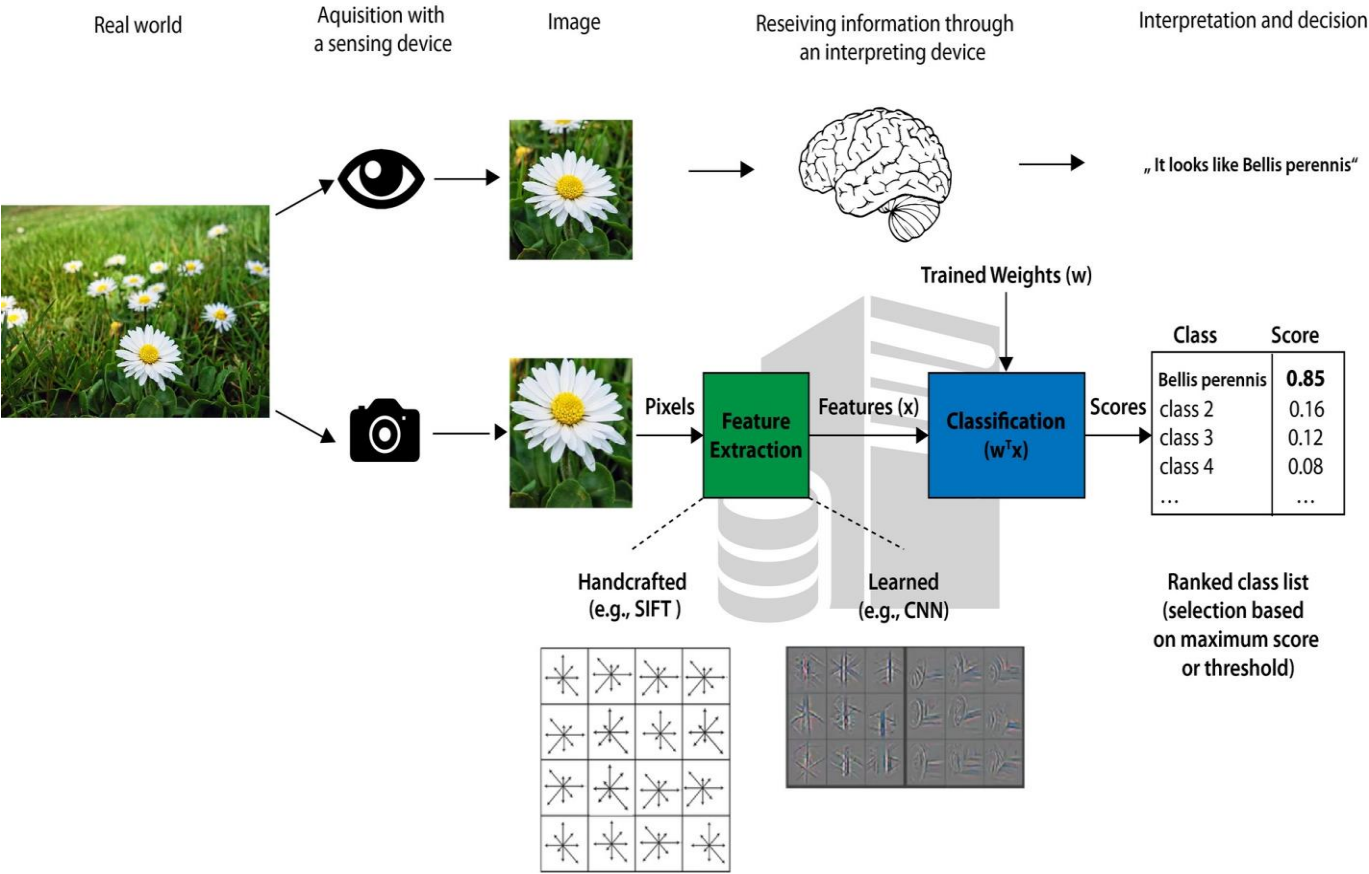 Real world
Aquisition with
a sensing device
Image
Reseiving information through
an interpreting device
Interpretation and decision
„ It looks like Bellis perennis“
Trained Weights (w)
Pixels
Feature
Extraction
Features (x)
Classification
(wᵀx)
Scores
Class Score
Bellis perennis 0.85
class 2 0.16
class 3 0.12
class 4 0.08
... ...
Handcrafted
(e.g., SIFT )
Learned
(e.g., CNN)
Ranked class list
(selection based
on maximum score
or threshold)